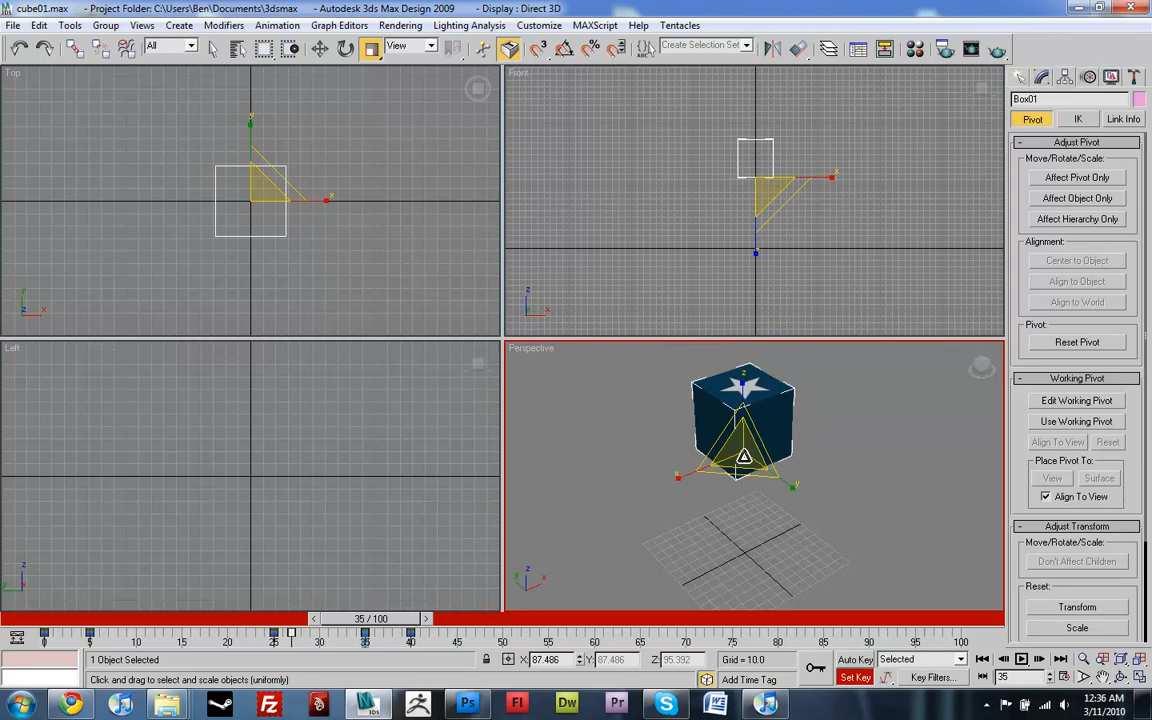 cube01.max - Project Folder: C:\Users\Ben\Documents\3dsmax - Autodesk 3ds Max Design 2009 - Display : Direct 3D
File Edit Tools Group Views Create Modifiers Animation Graph Editors Rendering Lighting Analysis Customize MAXScript Help Tentacles
All View Create Selection Set
Top Front
Left Perspective
y x
x
z x
y x
z x
z
x y
Box01
Pivot IK Link Info
Adjust Pivot
Move/Rotate/Scale:
Affect Pivot Only
Affect Object Only
Affect Hierarchy Only
Alignment:
Center to Object
Align to Object
Align to World
Pivot:
Reset Pivot
Working Pivot
Edit Working Pivot
Use Working Pivot
Align To View Reset
Place Pivot To:
View Surface
Align To View
Adjust Transform
Move/Rotate/Scale:
Don't Affect Children
Reset:
Transform
Scale
35 / 100
0 5 10 15 20 25 30 35 40 45 50 55 60 65 70 75 80 85 90 95 100
1 Object Selected X: 87.486 Y: 87.486 Z: 95.392 Grid = 10.0 Auto Key Selected
Click and drag to select and scale objects (uniformly) Add Time Tag Set Key Key Filters... 35
12:36 AM
3/11/2010